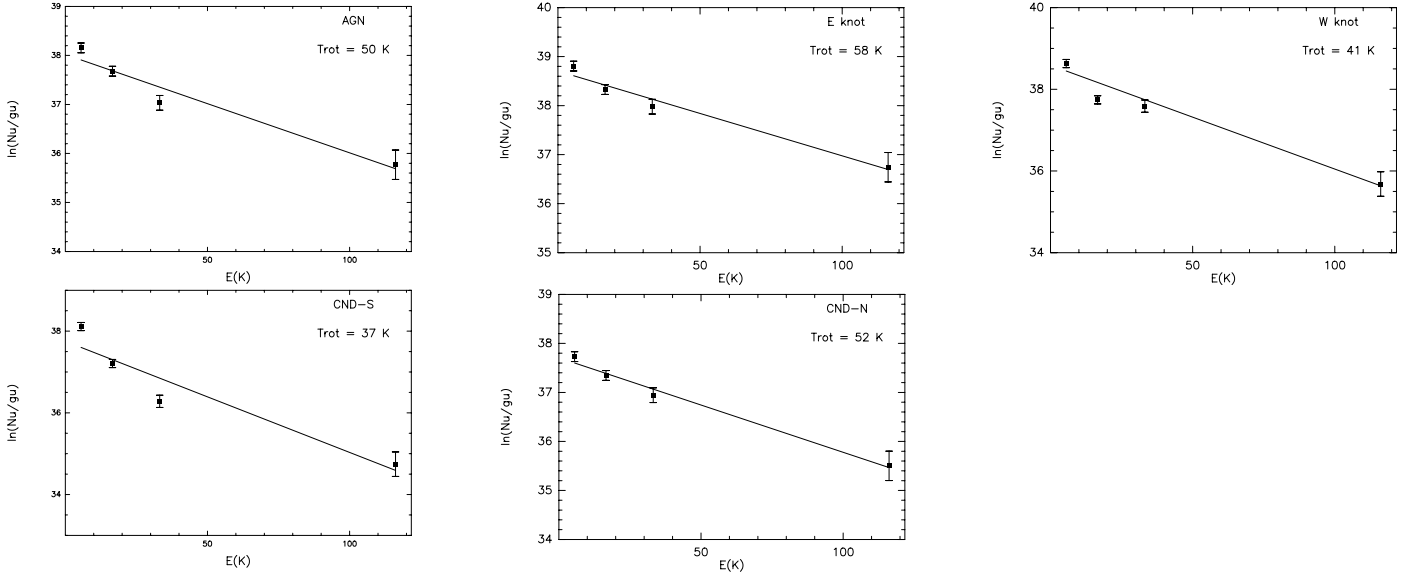 AGN
Trot = 50 K
39
38
37
36
35
34
ln(Nu/gu)
50
100
E(K)
E knot
Trot = 58 K
40
39
38
37
36
35
ln(Nu/gu)
50
100
E(K)
W knot
Trot = 41 K
40
38
36
34
ln(Nu/gu)
50
100
E(K)
CND-S
Trot = 37 K
38
36
34
ln(Nu/gu)
50
100
E(K)
CND-N
Trot = 52 K
39
38
37
36
35
34
ln(Nu/gu)
50
100
E(K)